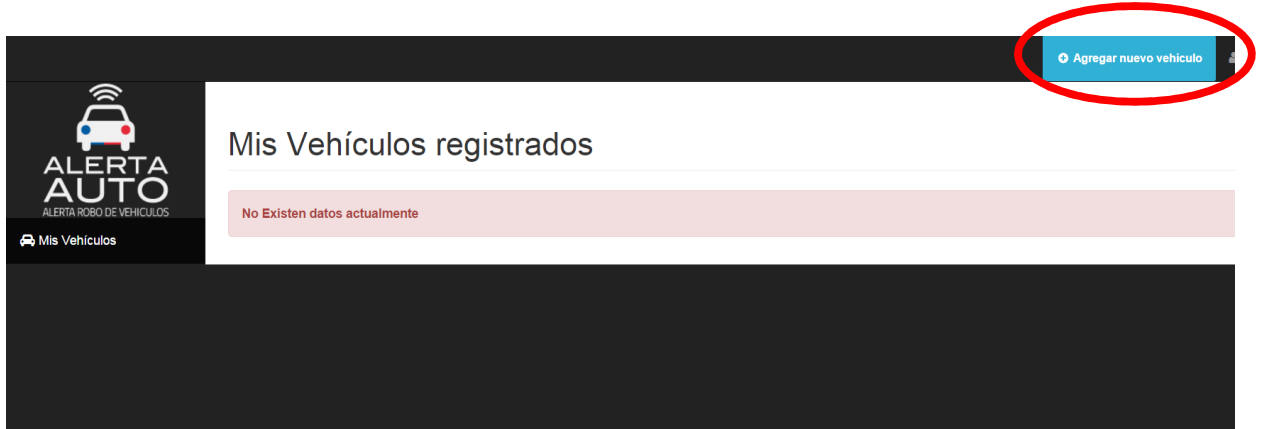 Agregar nuevo vehiculo
ALERTA
AUTO
ALERTA ROBO DE VEHICULOS
Mis Vehículos
Mis Vehículos registrados
No Existen datos actualmente